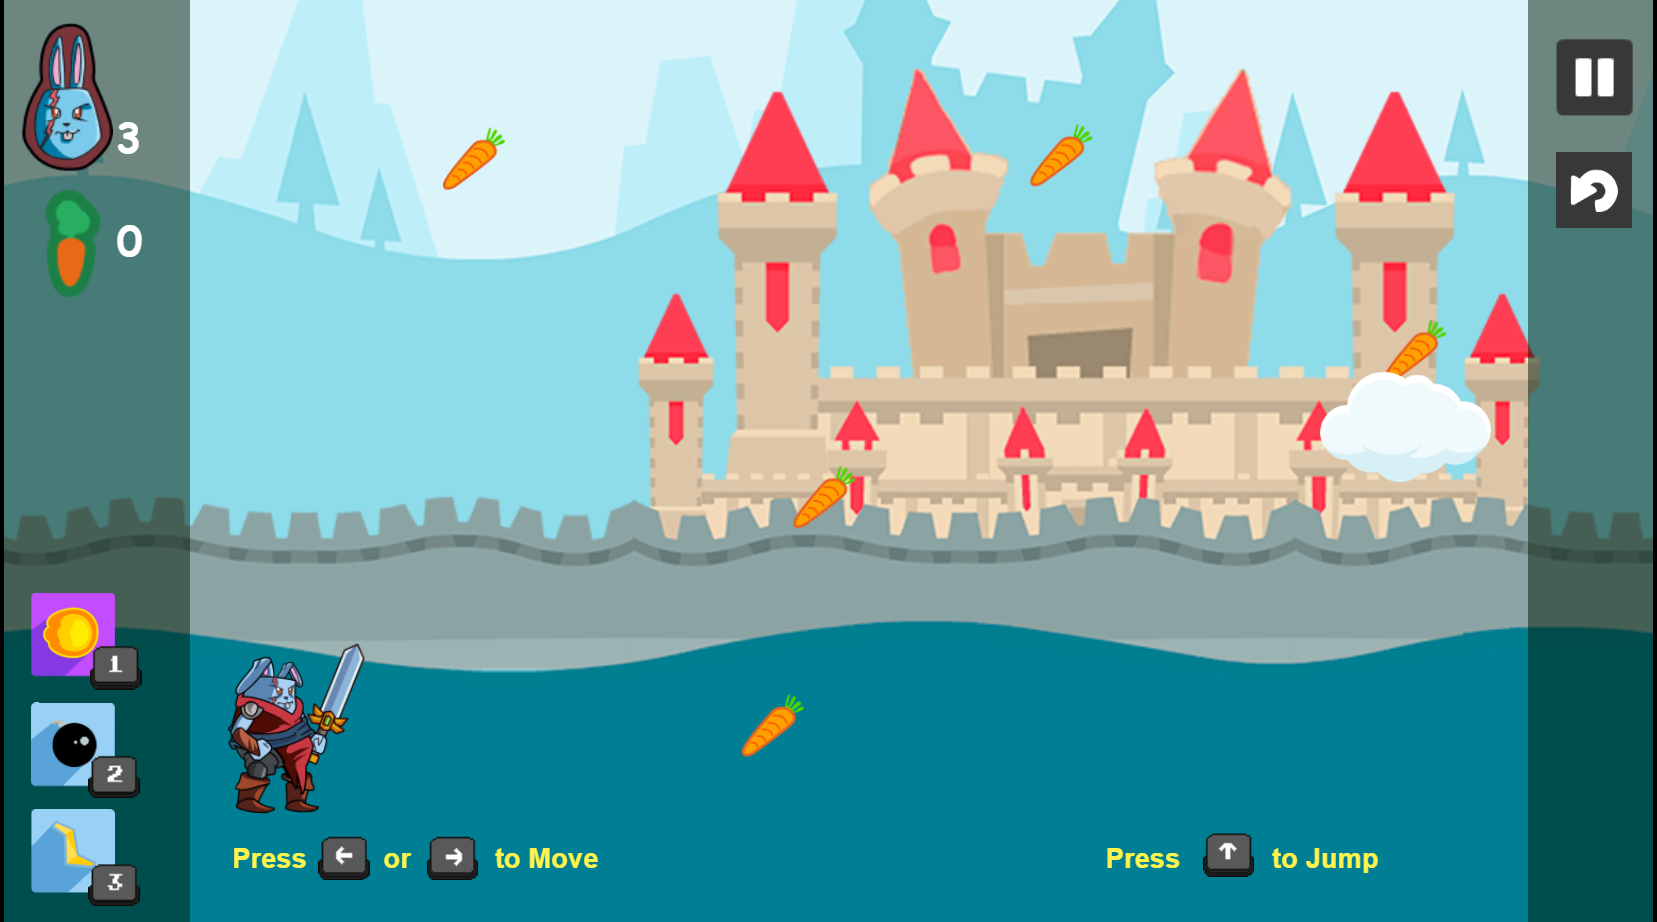 3
0
1
2
3
Press ← or → to Move
Press ↑ to Jump